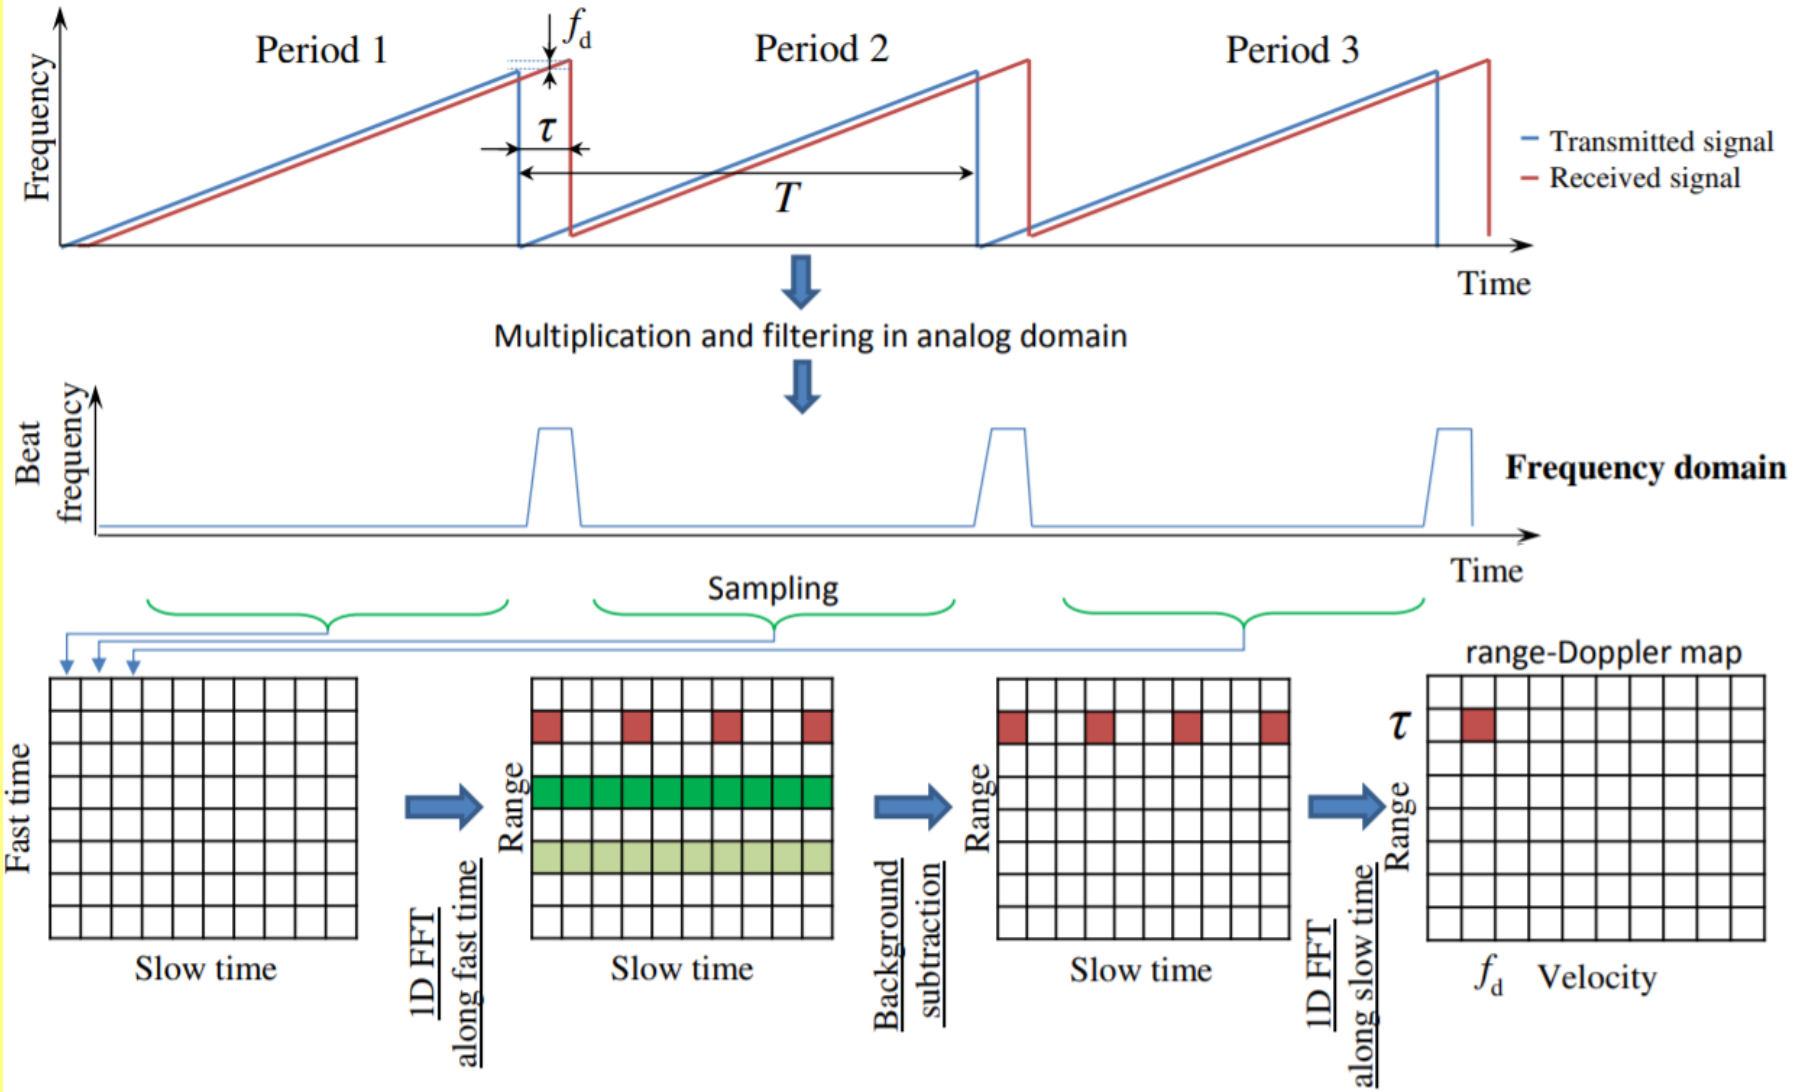 Period 1
f_d
Period 2
Period 3
Frequency
τ
T
Transmitted signal
Received signal
Time
Multiplication and filtering in analog domain
Beat
frequency
Frequency domain
Time
Sampling
range-Doppler map
Fast time
Slow time
1D FFT
along fast time
Range
Slow time
Background
subtraction
Range
Slow time
1D FFT
along slow time
τ
Range
f_d
Velocity